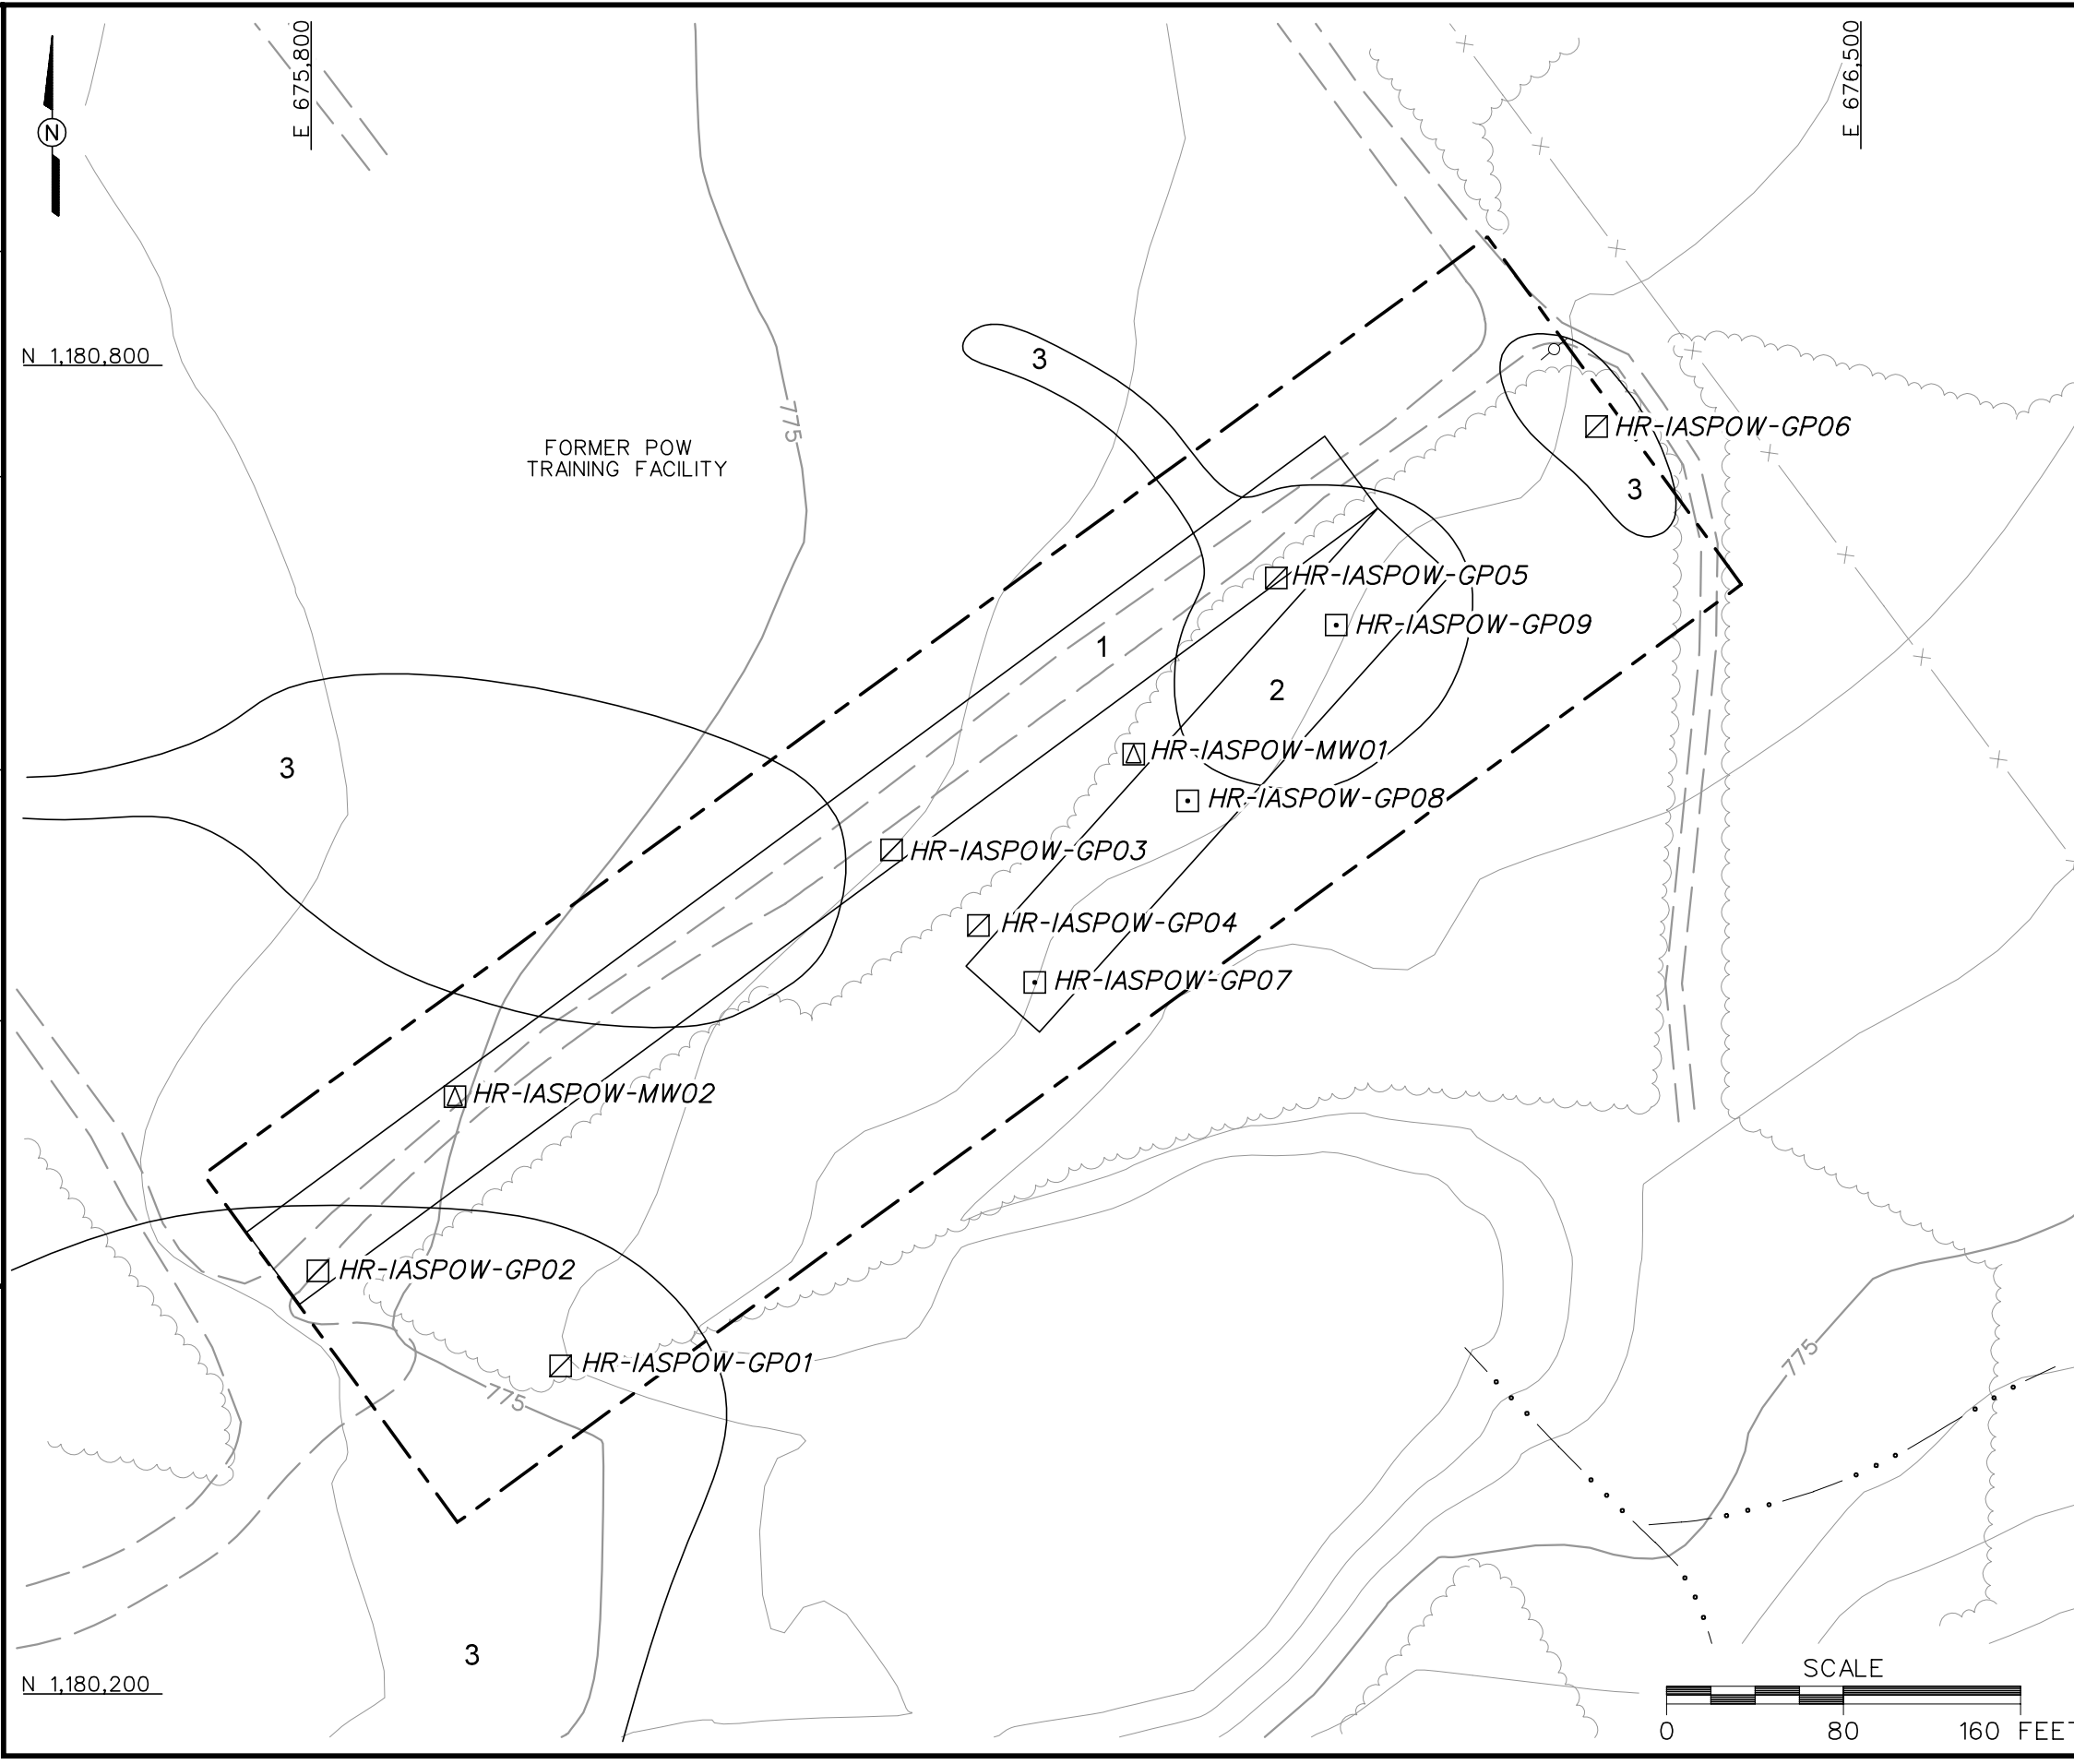 E 675,800
E 676,500
N
N 1,180,800
3
775
FORMER POW
TRAINING FACILITY
HR-IASPOW-GP06
3
HR-IASPOW-GP05
HR-IASPOW-GP09
1
2
3
HR-IASPOW-MW01
HR-IASPOW-GP08
HR-IASPOW-GP03
HR-IASPOW-GP04
HR-IASPOW-GP07
HR-IASPOW-MW02
HR-IASPOW-GP02
HR-IASPOW-GP01
775
775
3
N 1,180,200
SCALE
0 80 160 FEET